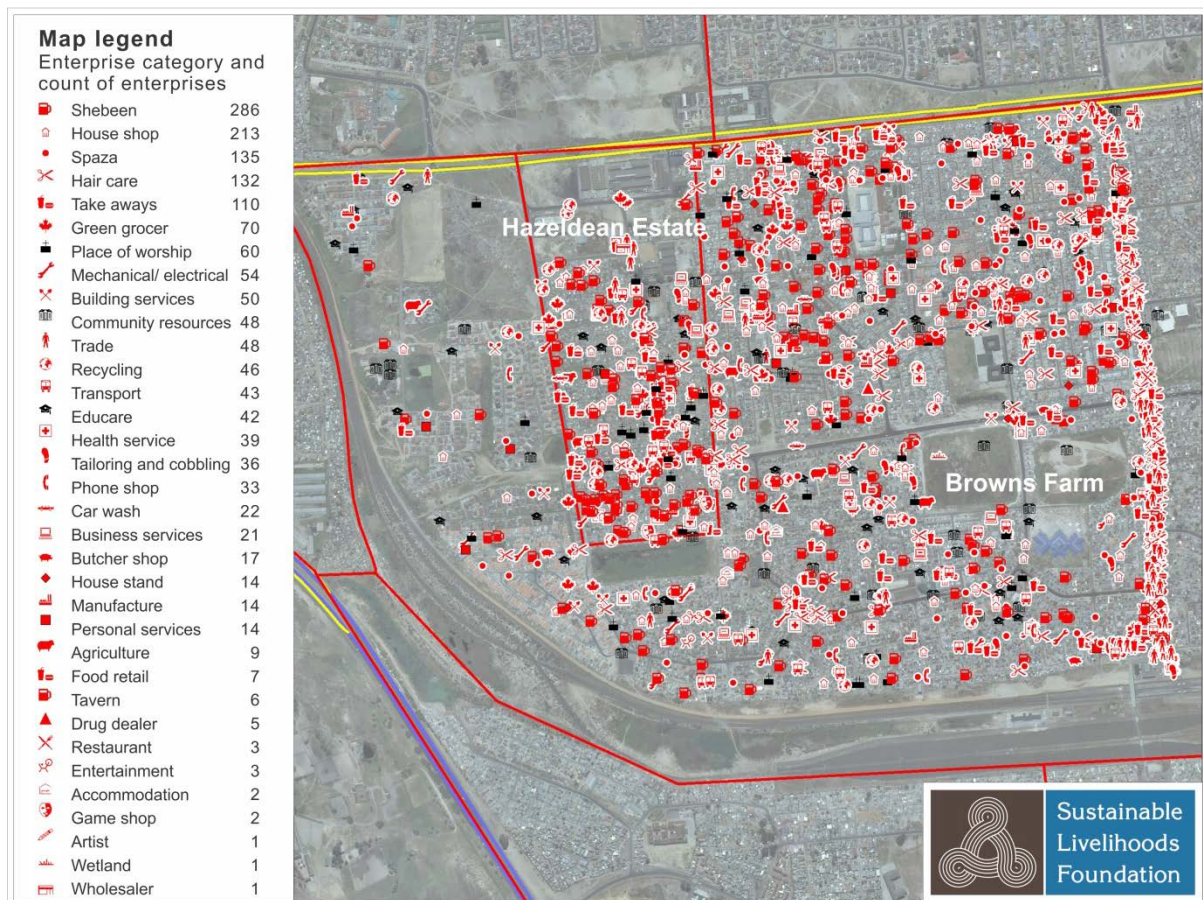 Map legend
Enterprise category and
count of enterprises
Shebeen 286
House shop 213
Spaza 135
Hair care 132
Take aways 110
Green grocer 70
Place of worship 60
Mechanical/ electrical 54
Building services 50
Community resources 48
Trade 48
Recycling 46
Transport 43
Educare 42
Health service 39
Tailoring and cobbling 36
Phone shop 33
Car wash 22
Business services 21
Butcher shop 17
House stand 14
Manufacture 14
Personal services 14
Agriculture 9
Food retail 7
Tavern 6
Drug dealer 5
Restaurant 3
Entertainment 3
Accommodation 2
Game shop 2
Artist 1
Wetland 1
Wholesaler 1
Hazeldean Estate
Browns Farm
Sustainable
Livelihoods
Foundation